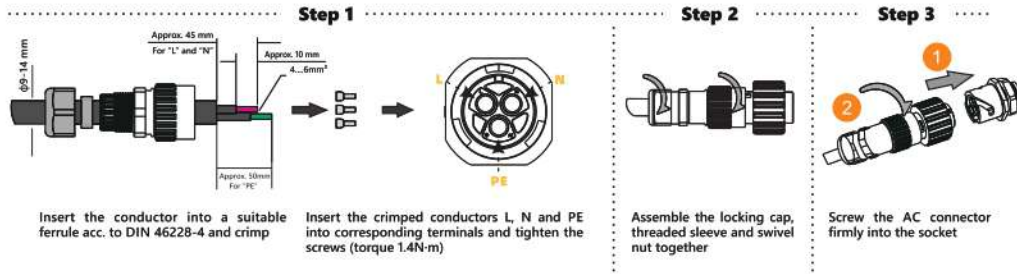 Step 1
Step 2
Step 3
Φ9-14 mm
Approx. 45 mm
For "L" and "N"
Approx. 10 mm
4....6mm²
Approx. 50mm
For "PE"
L
N
PE
1
2
Insert the conductor into a suitable
ferrule acc. to DIN 46228-4 and crimp
Insert the crimped conductors L, N and PE
into corresponding terminals and tighten the
screws (torque 1.4N·m)
Assemble the locking cap,
threaded sleeve and swivel
nut together
Screw the AC connector
firmly into the socket